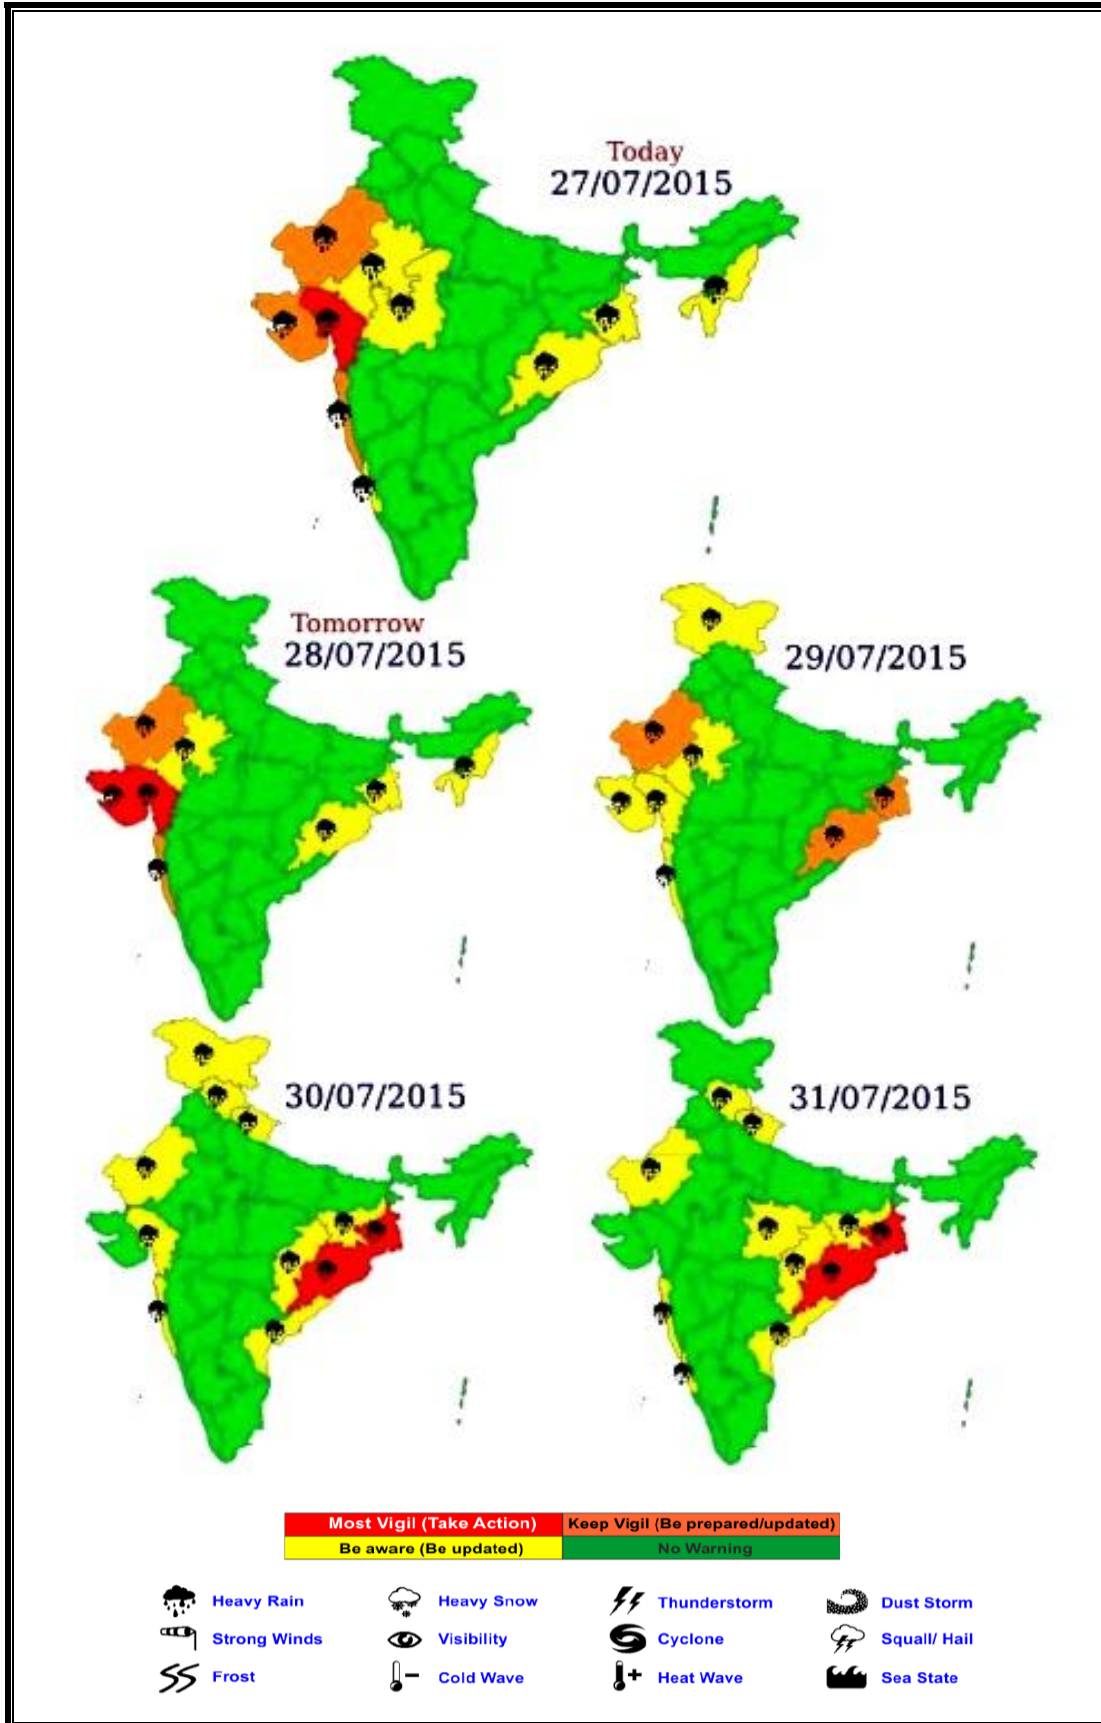 Today
27/07/2015
Tomorrow
28/07/2015
29/07/2015
30/07/2015
31/07/2015
Most Vigil (Take Action) Keep Vigil (Be prepared/updated)
Be aware (Be updated) No Warning
Heavy Rain Heavy Snow Thunderstorm Dust Storm
Strong Winds Visibility Cyclone Squall/ Hail
Frost Cold Wave Heat Wave Sea State